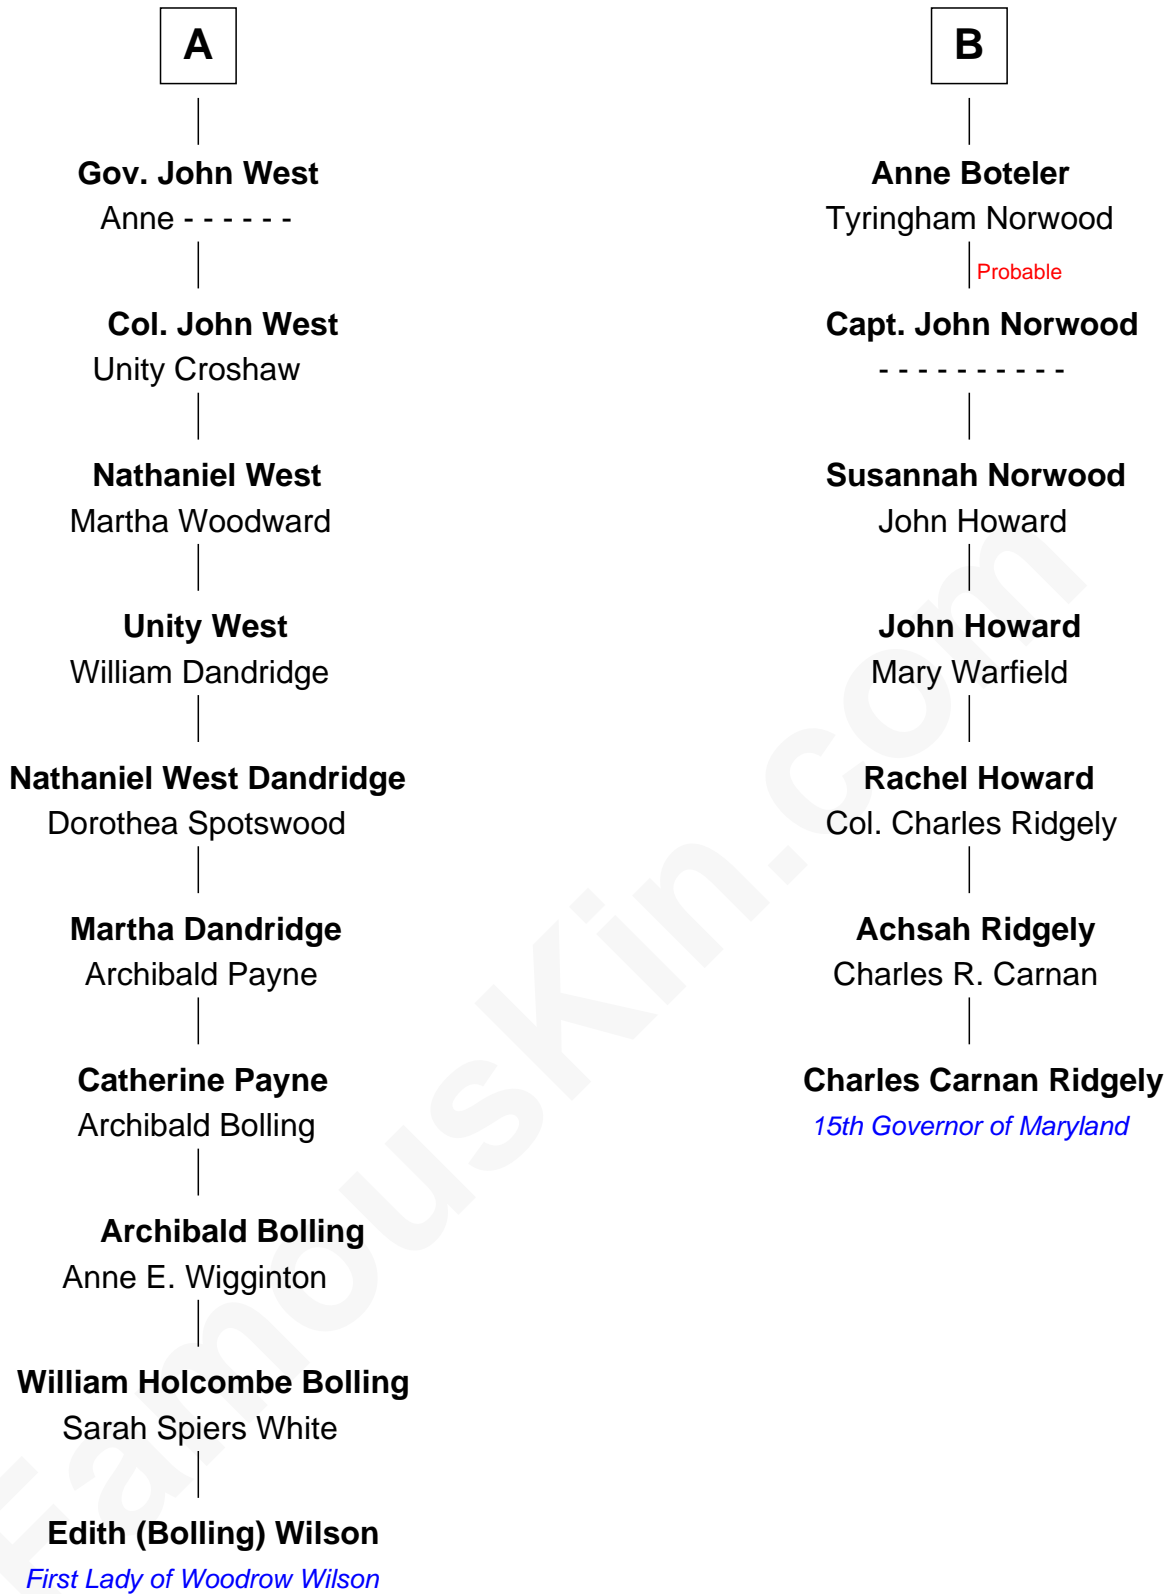 A
Gov. John West
Anne - - - - - -
Col. John West
Unity Croshaw
Nathaniel West
Martha Woodward
Unity West
William Dandridge
Nathaniel West Dandridge
Dorothea Spotswood
Martha Dandridge
Archibald Payne
Catherine Payne
Archibald Bolling
Archibald Bolling
Anne E. Wigginton
William Holcombe Bolling
Sarah Spiers White
Edith (Bolling) Wilson
First Lady of Woodrow Wilson
B
Anne Boteler
Tyringham Norwood
Probable
Capt. John Norwood
- - - - - - - - - -
Susannah Norwood
John Howard
John Howard
Mary Warfield
Rachel Howard
Col. Charles Ridgely
Achsah Ridgely
Charles R. Carnan
Charles Carnan Ridgely
15th Governor of Maryland
FamousKin.com